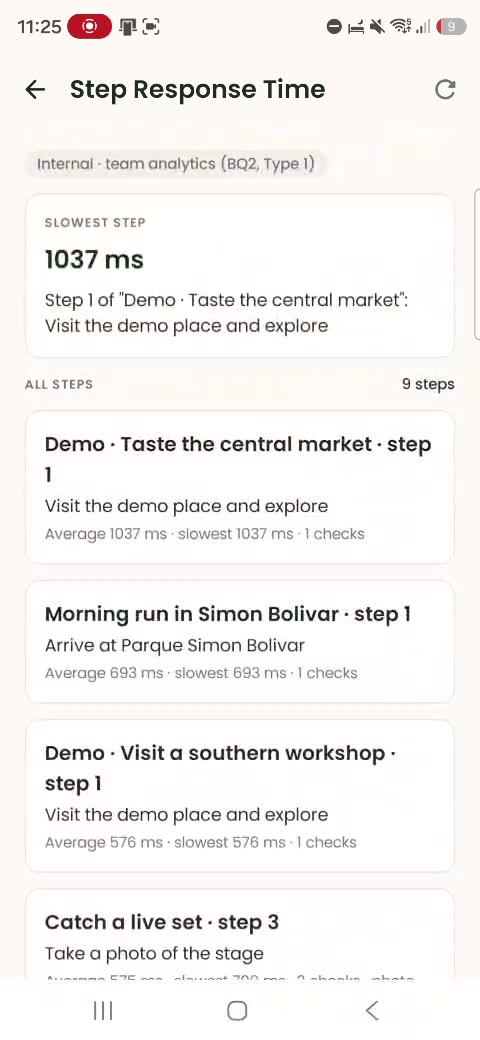 11:25
9
Step Response Time
Internal · team analytics (BQ2, Type 1)
SLOWEST STEP
1037 ms
Step 1 of "Demo · Taste the central market":
Visit the demo place and explore
ALL STEPS
9 steps
Demo · Taste the central market · step
1
Visit the demo place and explore
Average 1037 ms · slowest 1037 ms · 1 checks
Morning run in Simon Bolivar · step 1
Arrive at Parque Simon Bolivar
Average 693 ms · slowest 693 ms · 1 checks
Demo · Visit a southern workshop ·
step 1
Visit the demo place and explore
Average 576 ms · slowest 576 ms · 1 checks
Catch a live set · step 3
Take a photo of the stage